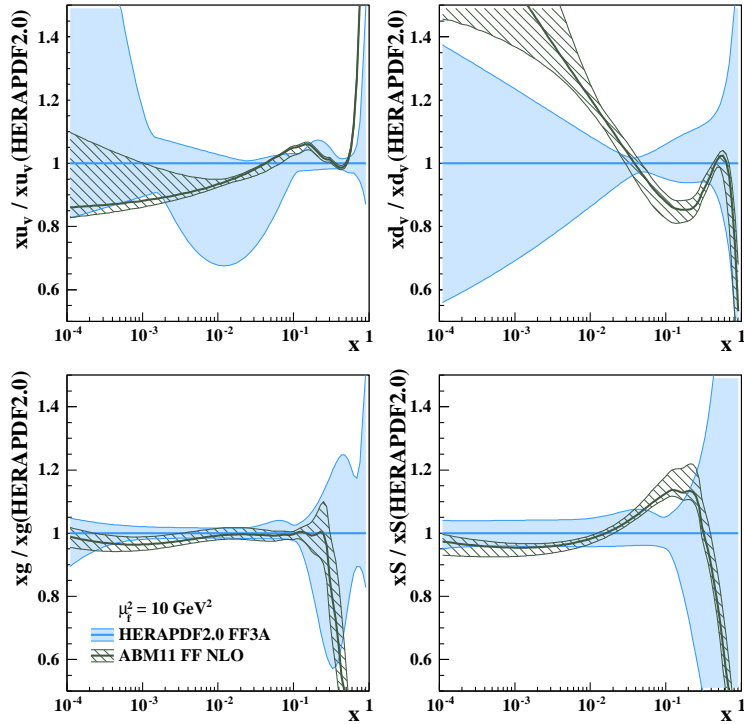 xu_v / xu_v(HERAPDF2.0)
1.4
1.2
1
0.8
0.6
10^-4 10^-3 10^-2 10^-1 1
x
xd_v / xd_v(HERAPDF2.0)
1.4
1.2
1
0.8
0.6
10^-4 10^-3 10^-2 10^-1 1
x
xg / xg(HERAPDF2.0)
1.4
1.2
1
0.8
0.6
μ_f^2 = 10 GeV^2
HERAPDF2.0 FF3A
ABM11 FF NLO
10^-4 10^-3 10^-2 10^-1 1
x
xS / xS(HERAPDF2.0)
1.4
1.2
1
0.8
0.6
10^-4 10^-3 10^-2 10^-1 1
x